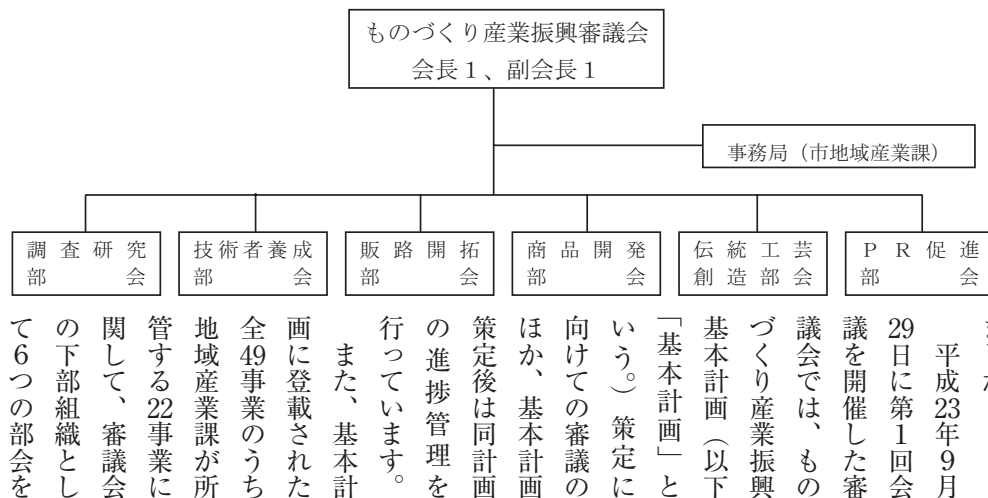 ものづくり産業振興審議会
会長１、副会長１
事務局（市地域産業課）
調査研究
部会
技術者養成
部会
販路開拓
部会
商品開発
部会
伝統工芸
創造部会
ＰＲ促進
部会
平成23年９月
29日に第１回会
議を開催した審
議会では、もの
づくり産業振興
基本計画（以下
「基本計画」と
いう。）策定に
向けての審議の
ほか、基本計画
策定後は同計画
の進捗管理を
行っています。
また、基本計
画に登載された
全49事業のうち
地域産業課が所
管する22事業に
関して、審議会
の下部組織とし
て６つの部会を